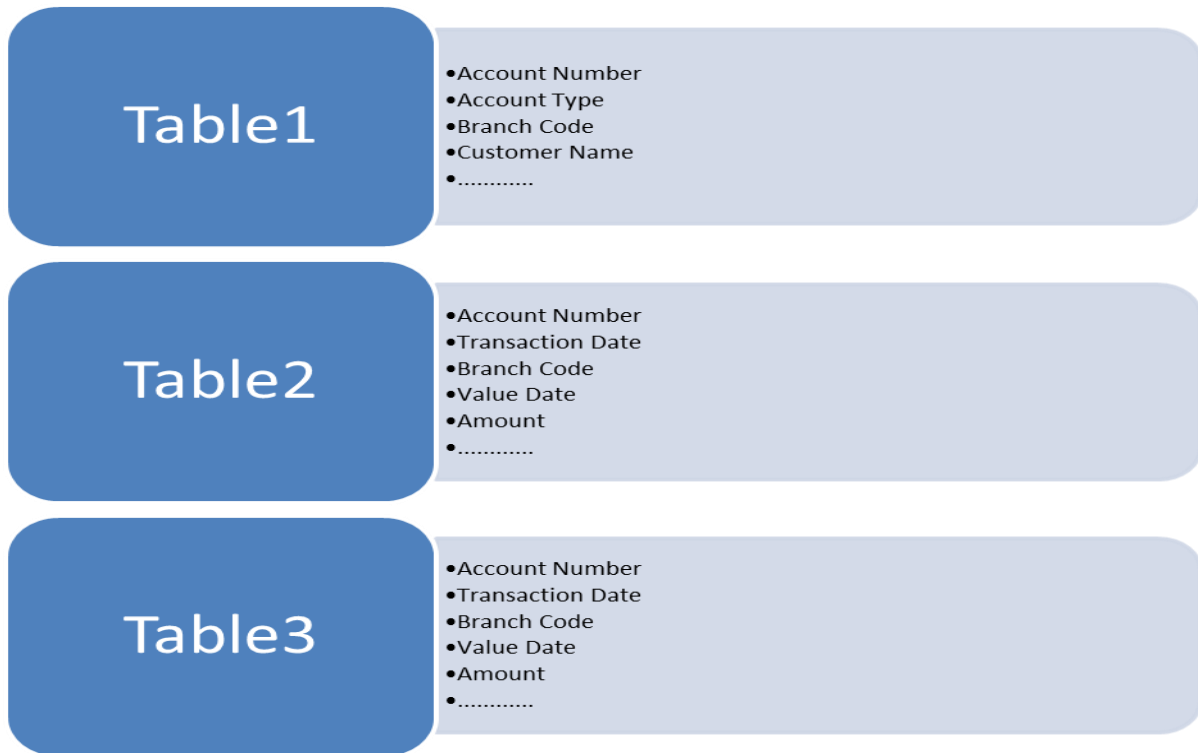 Table1
•Account Number
•Account Type
•Branch Code
•Customer Name
•............
Table2
•Account Number
•Transaction Date
•Branch Code
•Value Date
•Amount
•............
Table3
•Account Number
•Transaction Date
•Branch Code
•Value Date
•Amount
•............